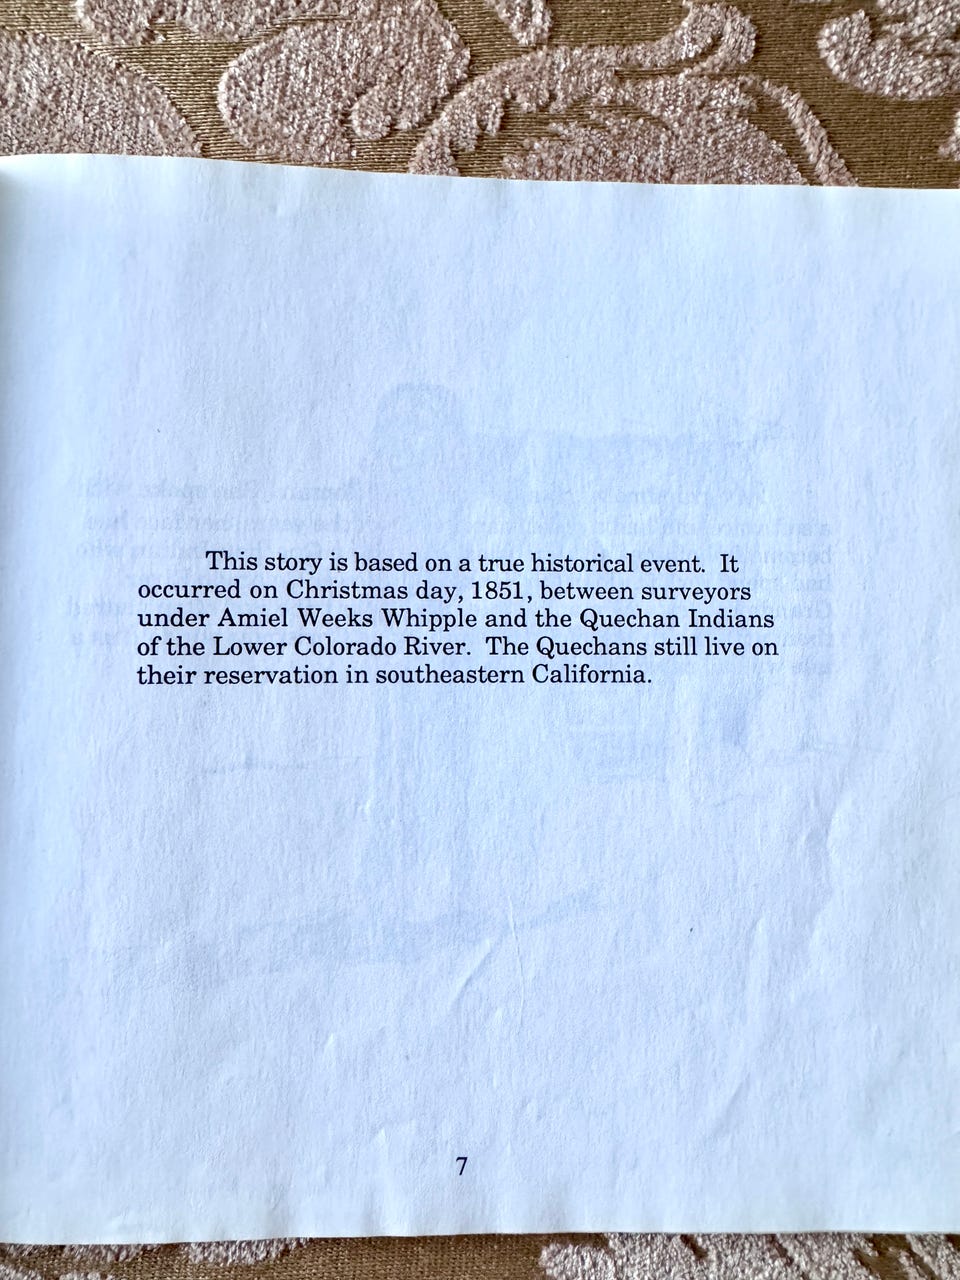 This story is based on a true historical event. It
occurred on Christmas day, 1851, between surveyors
under Amiel Weeks Whipple and the Quechan Indians
of the Lower Colorado River. The Quechans still live on
their reservation in southeastern California.
7